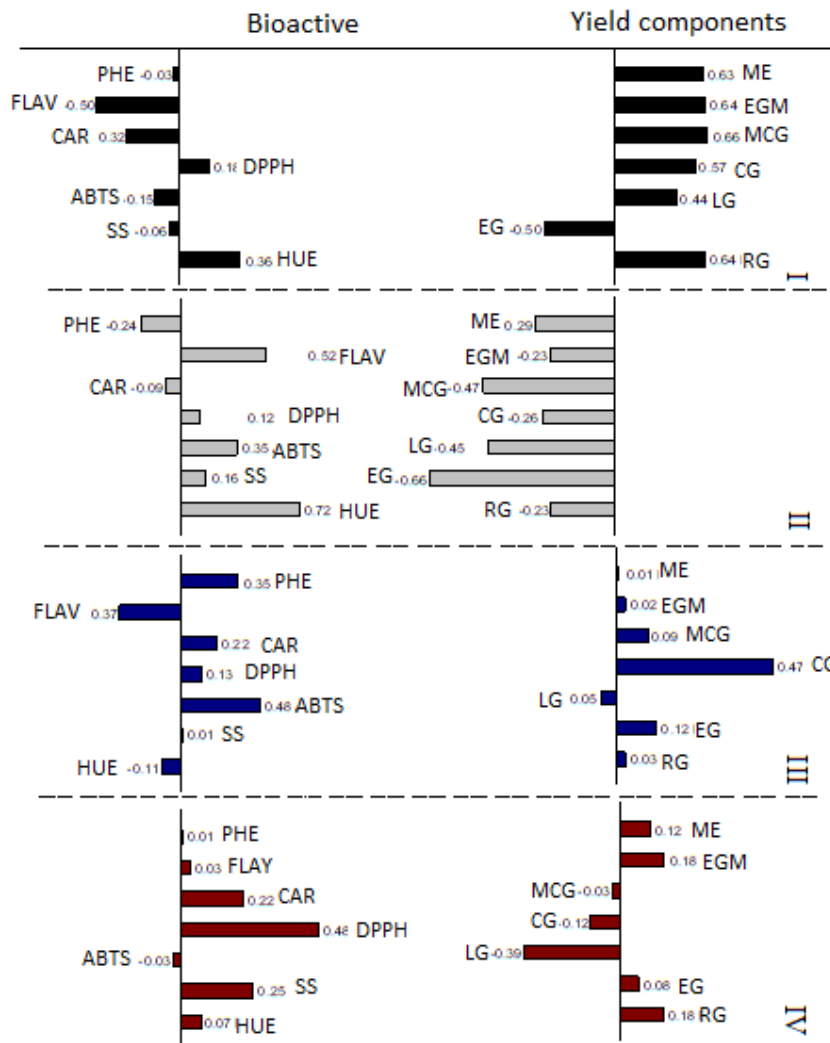 Bioactive Yield components
PHE -0.03 0.63 ME
FLAV -0.50 0.64 EGM
CAR 0.32 0.66 MCG
0.18 DPPH 0.57 CG
ABTS -0.15 0.44 LG
SS -0.06 EG -0.50
0.36 HUE 0.64 RG
I
PHE -0.24 ME 0.29
0.52 FLAV EGM -0.23
CAR -0.09 MCG -0.47
0.12 DPPH CG -0.26
0.35 ABTS LG -0.45
0.16 SS EG -0.66
0.72 HUE RG -0.23
II
0.35 PHE 0.01 ME
FLAV 0.37 0.02 EGM
0.22 CAR 0.09 MCG
0.13 DPPH 0.47 CG
0.48 ABTS LG 0.05
0.01 SS 0.12 EG
HUE -0.11 0.03 RG
III
0.01 PHE 0.12 ME
0.03 FLAY 0.18 EGM
0.22 CAR MCG -0.03
0.48 DPPH CG -0.12
ABTS -0.03 LG -0.39
0.25 SS 0.08 EG
0.07 HUE 0.18 RG
IV